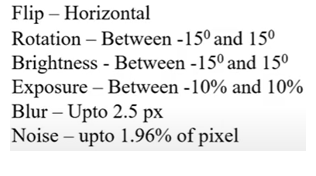 Flip – Horizontal
Rotation – Between -15⁰ and 15⁰
Brightness - Between -15⁰ and 15⁰
Exposure – Between -10% and 10%
Blur – Upto 2.5 px
Noise – upto 1.96% of pixel